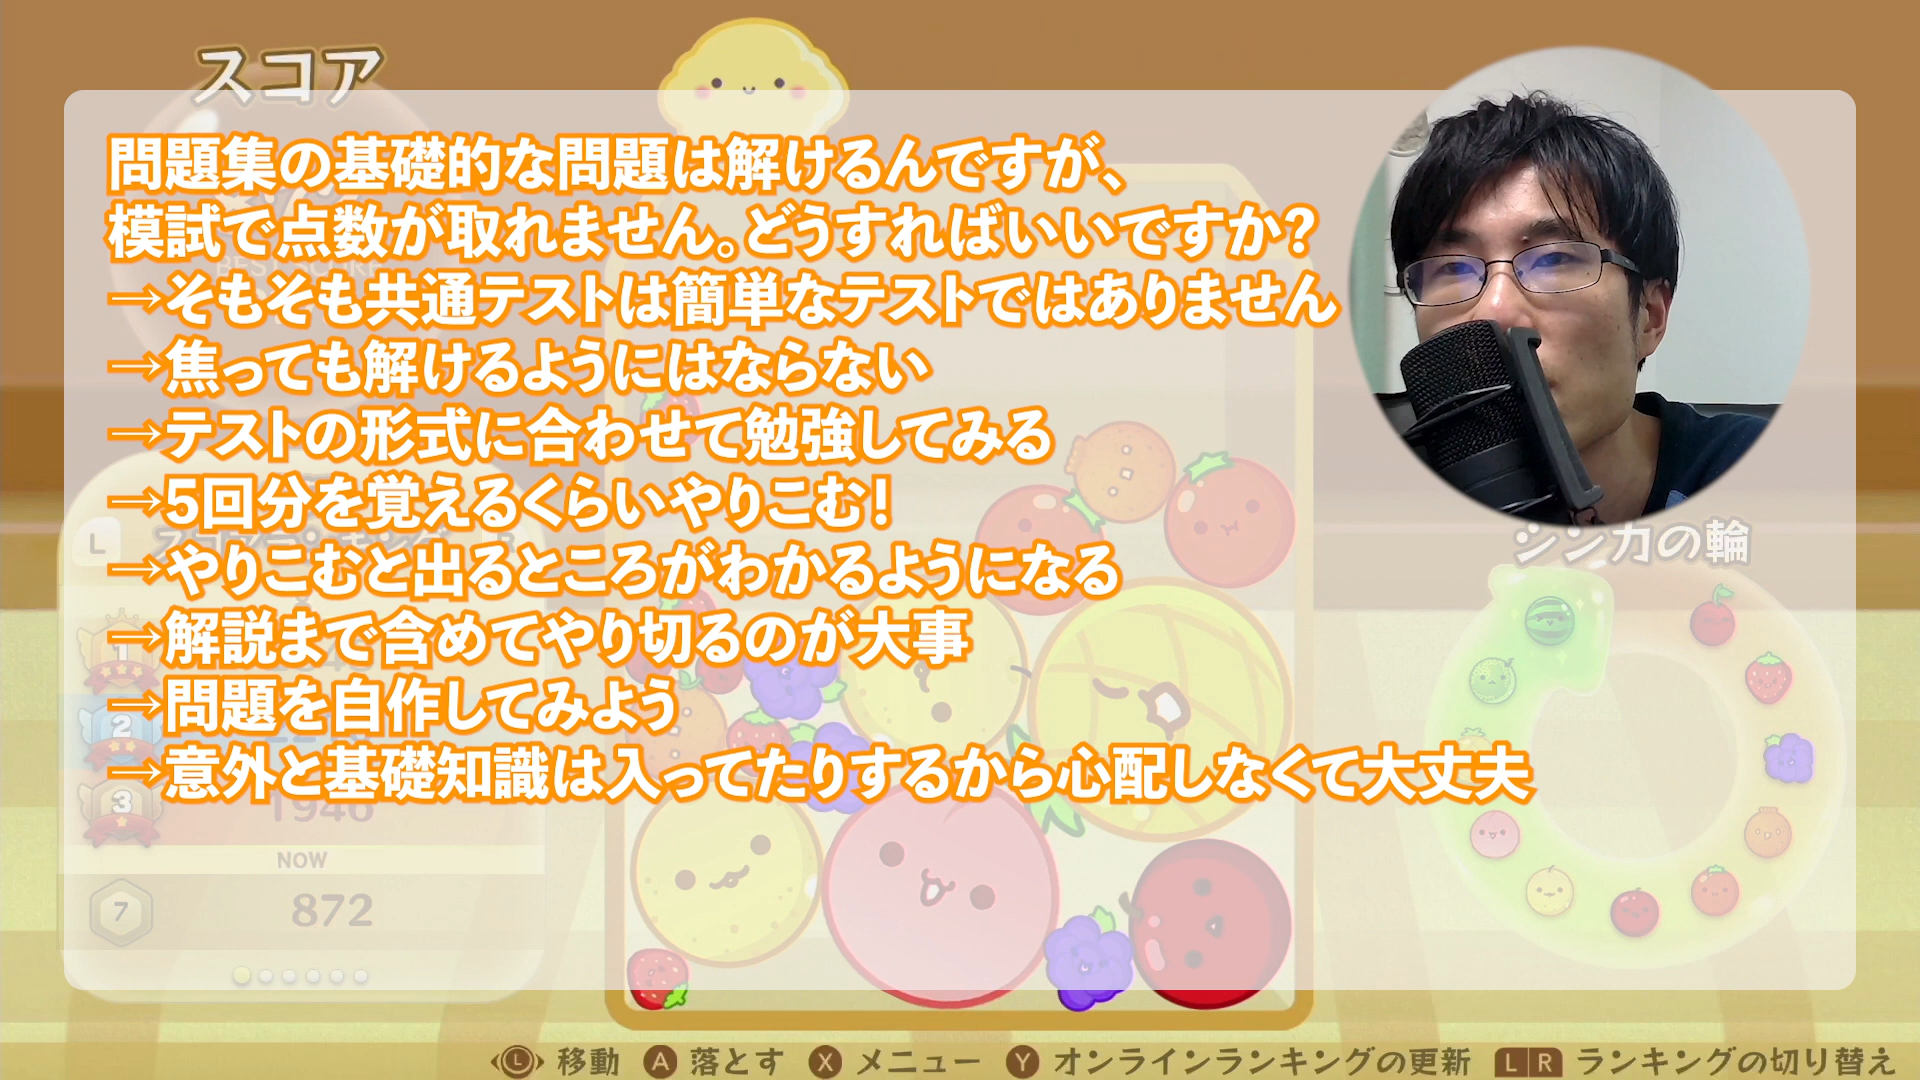 スコア
問題集の基礎的な問題は解けるんですが、
模試で点数が取れません。どうすればいいですか？
BEST SCORE
→そもそも共通テストは簡単なテストではありません
→焦っても解けるようにはならない
→テストの形式に合わせて勉強してみる
→5回分を覚えるくらいやりこむ！
→やりこむと出るところがわかるようになる
→解説まで含めてやり切るのが大事
→問題を自作してみよう
→意外と基礎知識は入ってたりするから心配しなくて大丈夫
シンカの輪
L
1
2
3
1946
NOW
7
872
L 移動 A 落とす X メニュー Y オンラインランキングの更新 L R ランキングの切り替え